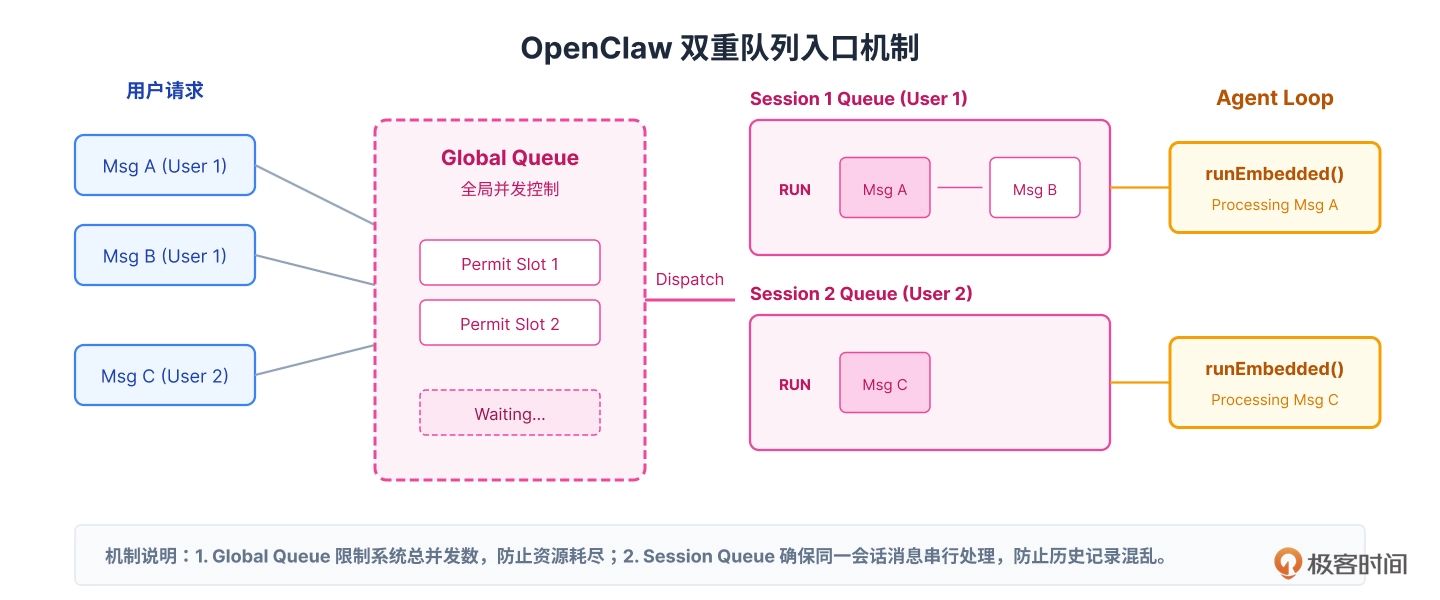 OpenClaw 双重队列入口机制
用户请求
Msg A (User 1)
Msg B (User 1)
Msg C (User 2)
Global Queue
全局并发控制
Permit Slot 1
Permit Slot 2
Waiting...
Dispatch
Session 1 Queue (User 1)
RUN
Msg A
Msg B
Session 2 Queue (User 2)
RUN
Msg C
Agent Loop
runEmbedded()
Processing Msg A
runEmbedded()
Processing Msg C
机制说明：1. Global Queue 限制系统总并发数，防止资源耗尽；2. Session Queue 确保同一会话消息串行处理，防止历史记录混乱。
极客时间